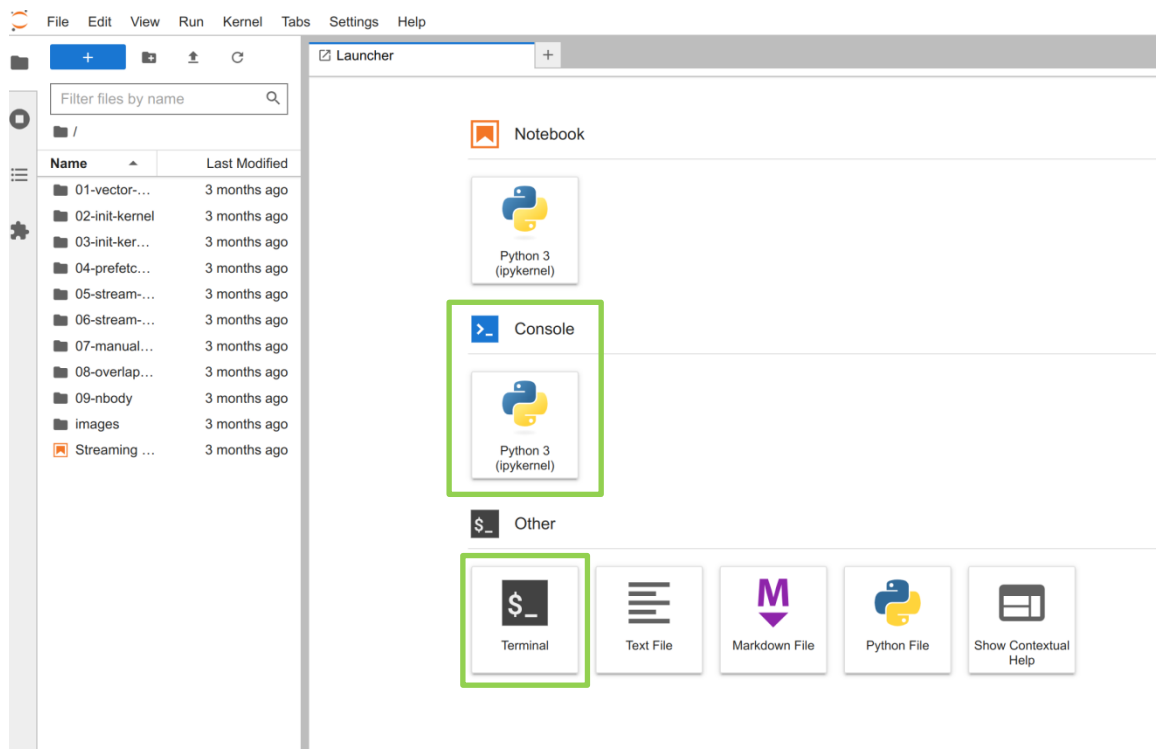 File Edit View Run Kernel Tabs Settings Help
+
Launcher
+
Filter files by name
/
Name Last Modified
01-vector-… 3 months ago
02-init-kernel 3 months ago
03-init-ker… 3 months ago
04-prefetc… 3 months ago
05-stream-… 3 months ago
06-stream-… 3 months ago
07-manual… 3 months ago
08-overlap… 3 months ago
09-nbody 3 months ago
images 3 months ago
Streaming … 3 months ago
Notebook
Python 3
(ipykernel)
>_ Console
Python 3
(ipykernel)
$_ Other
$_
Terminal
Text File
M
Markdown File
Python File
Show Contextual
Help